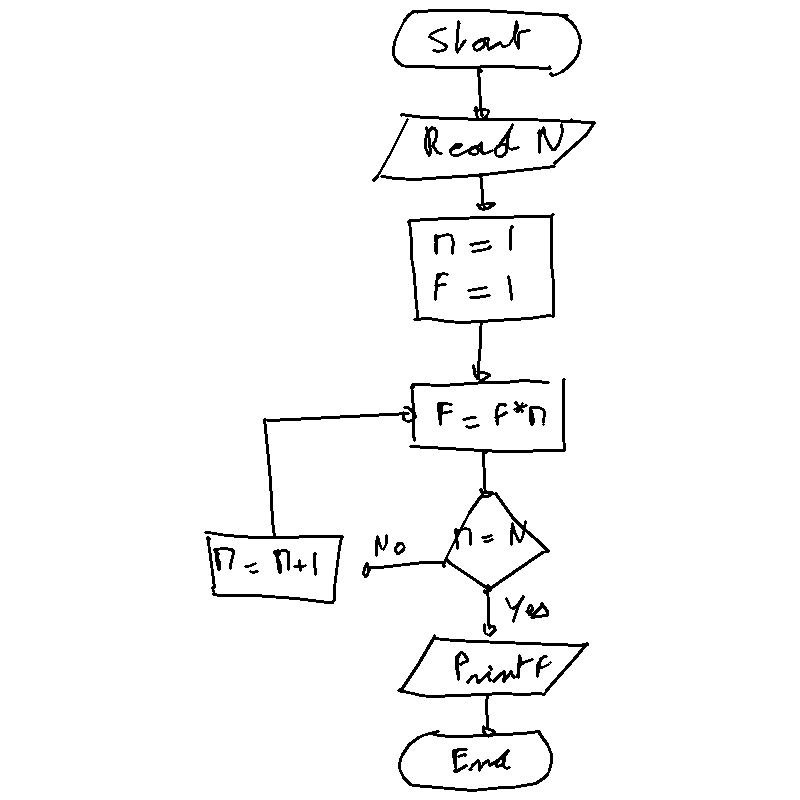 Start
Read N
n = 1
F = 1
F = F*n
n = N
No
n = n+1
Yes
Print F
End